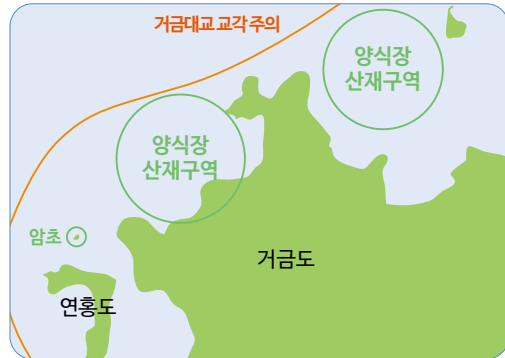 거금대교 교각 주의
양식장
산재구역
양식장
산재구역
암초
거금도
연홍도